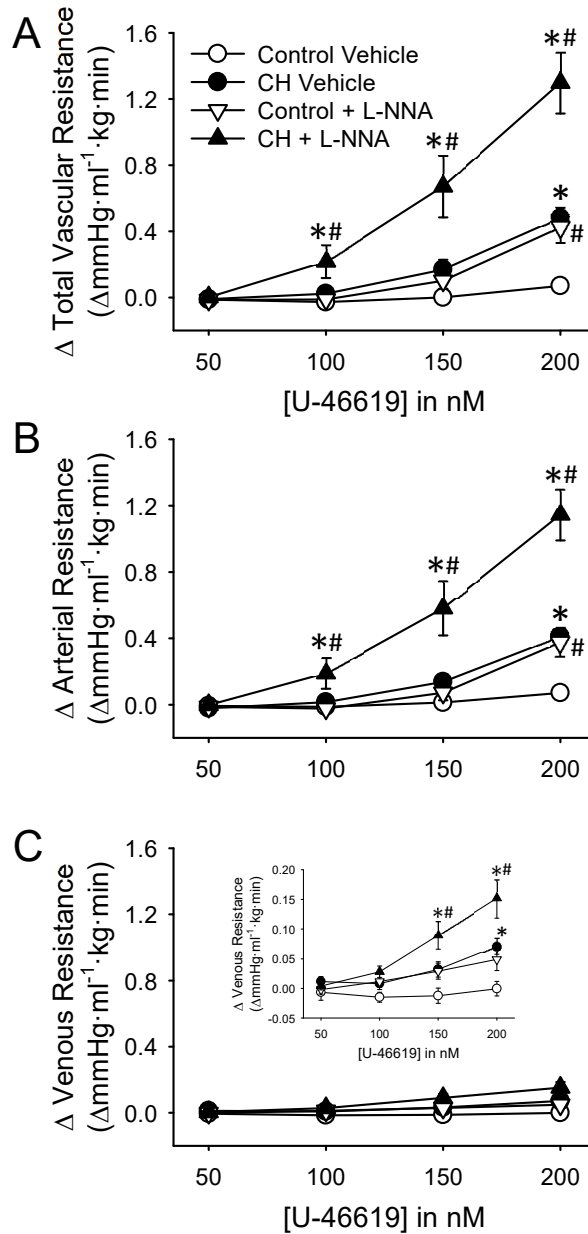 A
Δ Total Vascular Resistance
(ΔmmHg·ml⁻¹·kg·min)
1.6
1.2
0.8
0.4
0.0
Control Vehicle
CH Vehicle
Control + L-NNA
CH + L-NNA
*#
*#
*#
*
#
50 100 150 200
[U-46619] in nM
B
Δ Arterial Resistance
(ΔmmHg·ml⁻¹·kg·min)
1.6
1.2
0.8
0.4
0.0
*#
*#
*#
*
#
50 100 150 200
C
Δ Venous Resistance
(ΔmmHg·ml⁻¹·kg·min)
1.6
1.2
0.8
0.4
0.0
Δ Venous Resistance
(ΔmmHg·ml⁻¹·kg·min)
0.20
0.15
0.10
0.05
0.00
-0.05
*#
*#
*
50 100 150 200
[U-46619] in nM
50 100 150 200
[U-46619] in nM